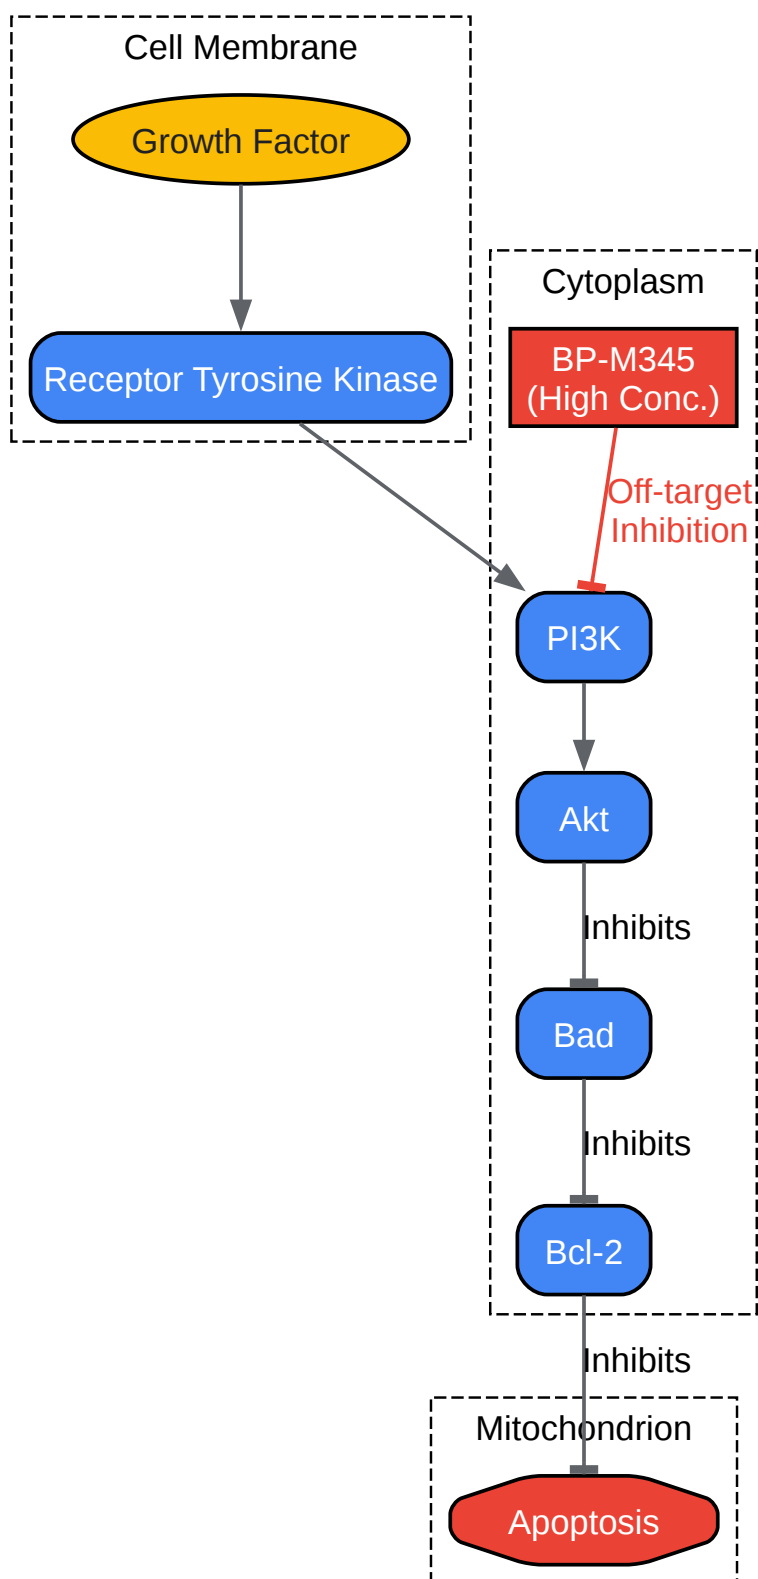 Cell Membrane
Growth Factor
Receptor Tyrosine Kinase
Cytoplasm
BP-M345
(High Conc.)
Off-target
Inhibition
PI3K
Akt
Inhibits
Bad
Inhibits
Bcl-2
Inhibits
Mitochondrion
Apoptosis